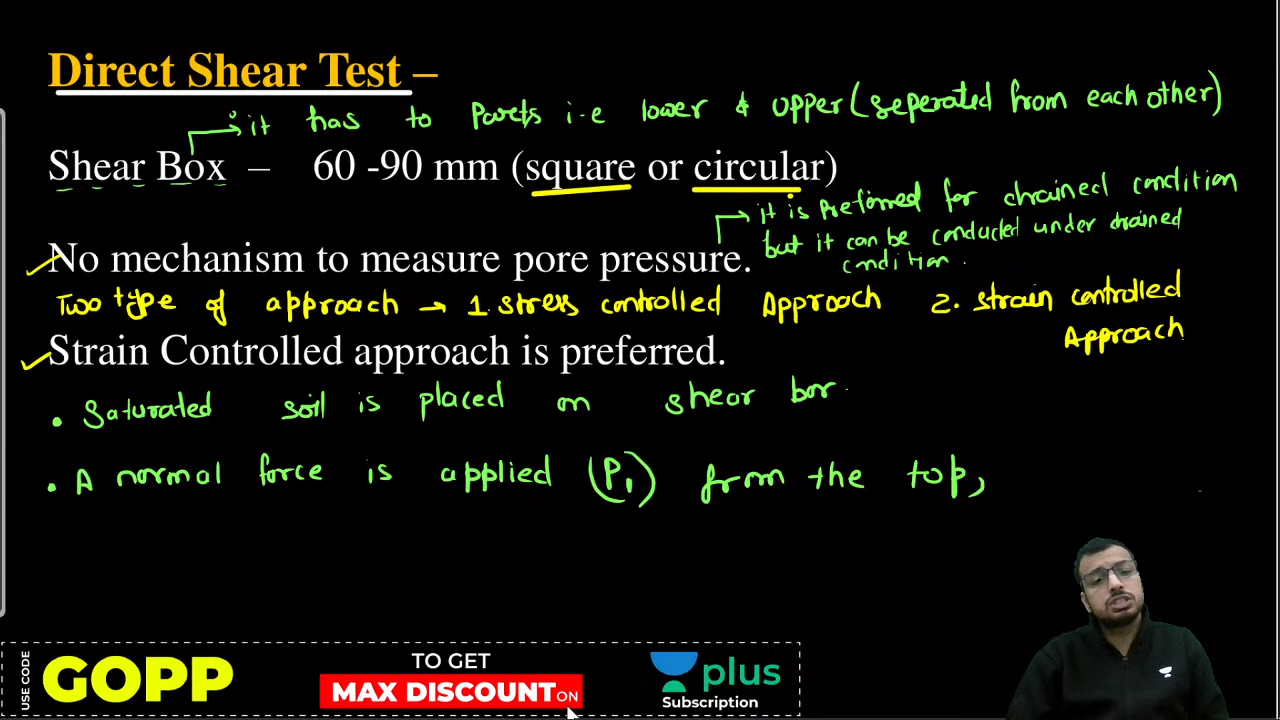 Direct Shear Test –
it has to Parts i.e lower & upper (seperated from each other)
Shear Box – 60 -90 mm (square or circular)
it is Preferred for drained condition
but it can be conducted under drained
condition.
No mechanism to measure pore pressure.
Two type of approach → 1. stress controlled Approach 2. strain controlled
Approach
Strain Controlled approach is preferred.
• Saturated soil is placed on shear box.
• A normal force is applied (P1) from the top,
USE CODE
GOPP
TO GET
MAX DISCOUNT ON
plus
Subscription